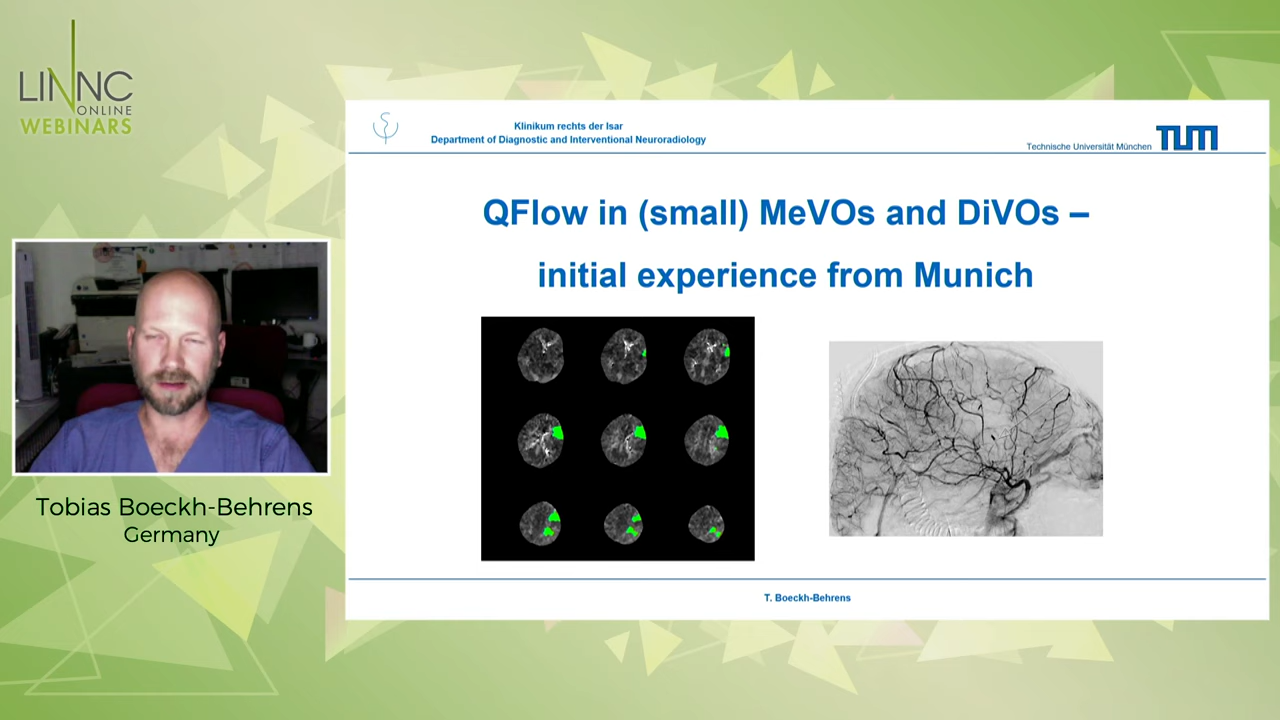 LINNC
ONLINE
WEBINARS
Klinikum rechts der Isar
Department of Diagnostic and Interventional Neuroradiology
Technische Universität München
TUM
QFlow in (small) MeVOs and DiVOs –
initial experience from Munich
Tobias Boeckh-Behrens
Germany
T. Boeckh-Behrens